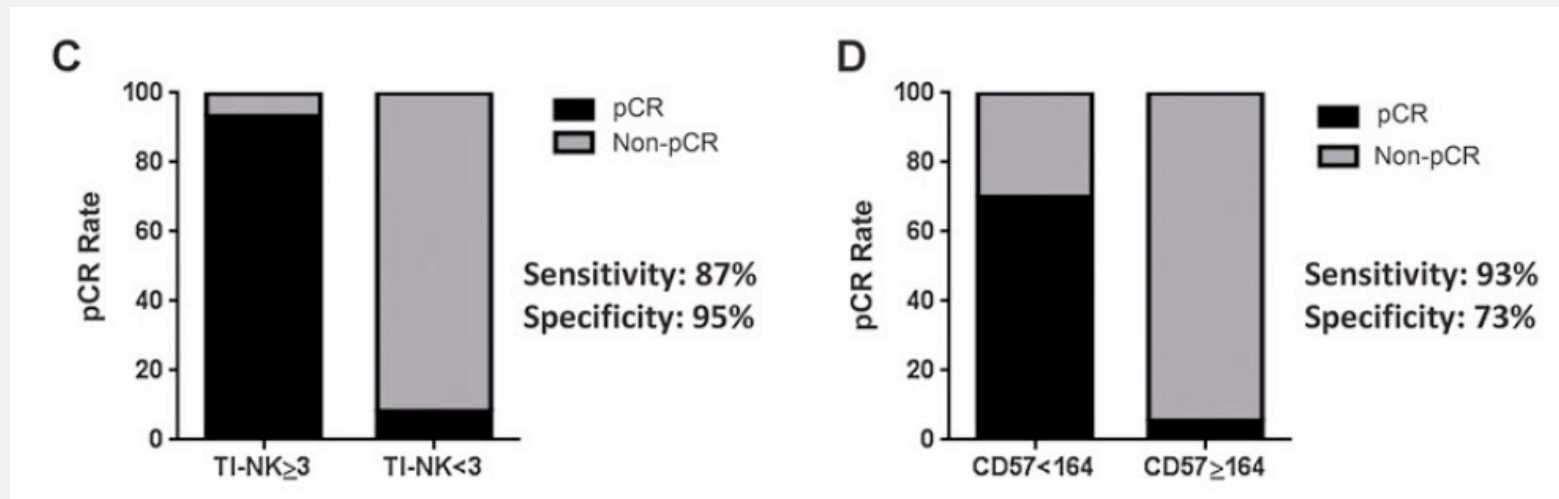 C
100
80
60
40
20
0
pCR Rate
TI-NK≥3
TI-NK<3
pCR
Non-pCR
Sensitivity: 87%
Specificity: 95%
D
100
80
60
40
20
0
pCR Rate
CD57<164
CD57≥164
pCR
Non-pCR
Sensitivity: 93%
Specificity: 73%